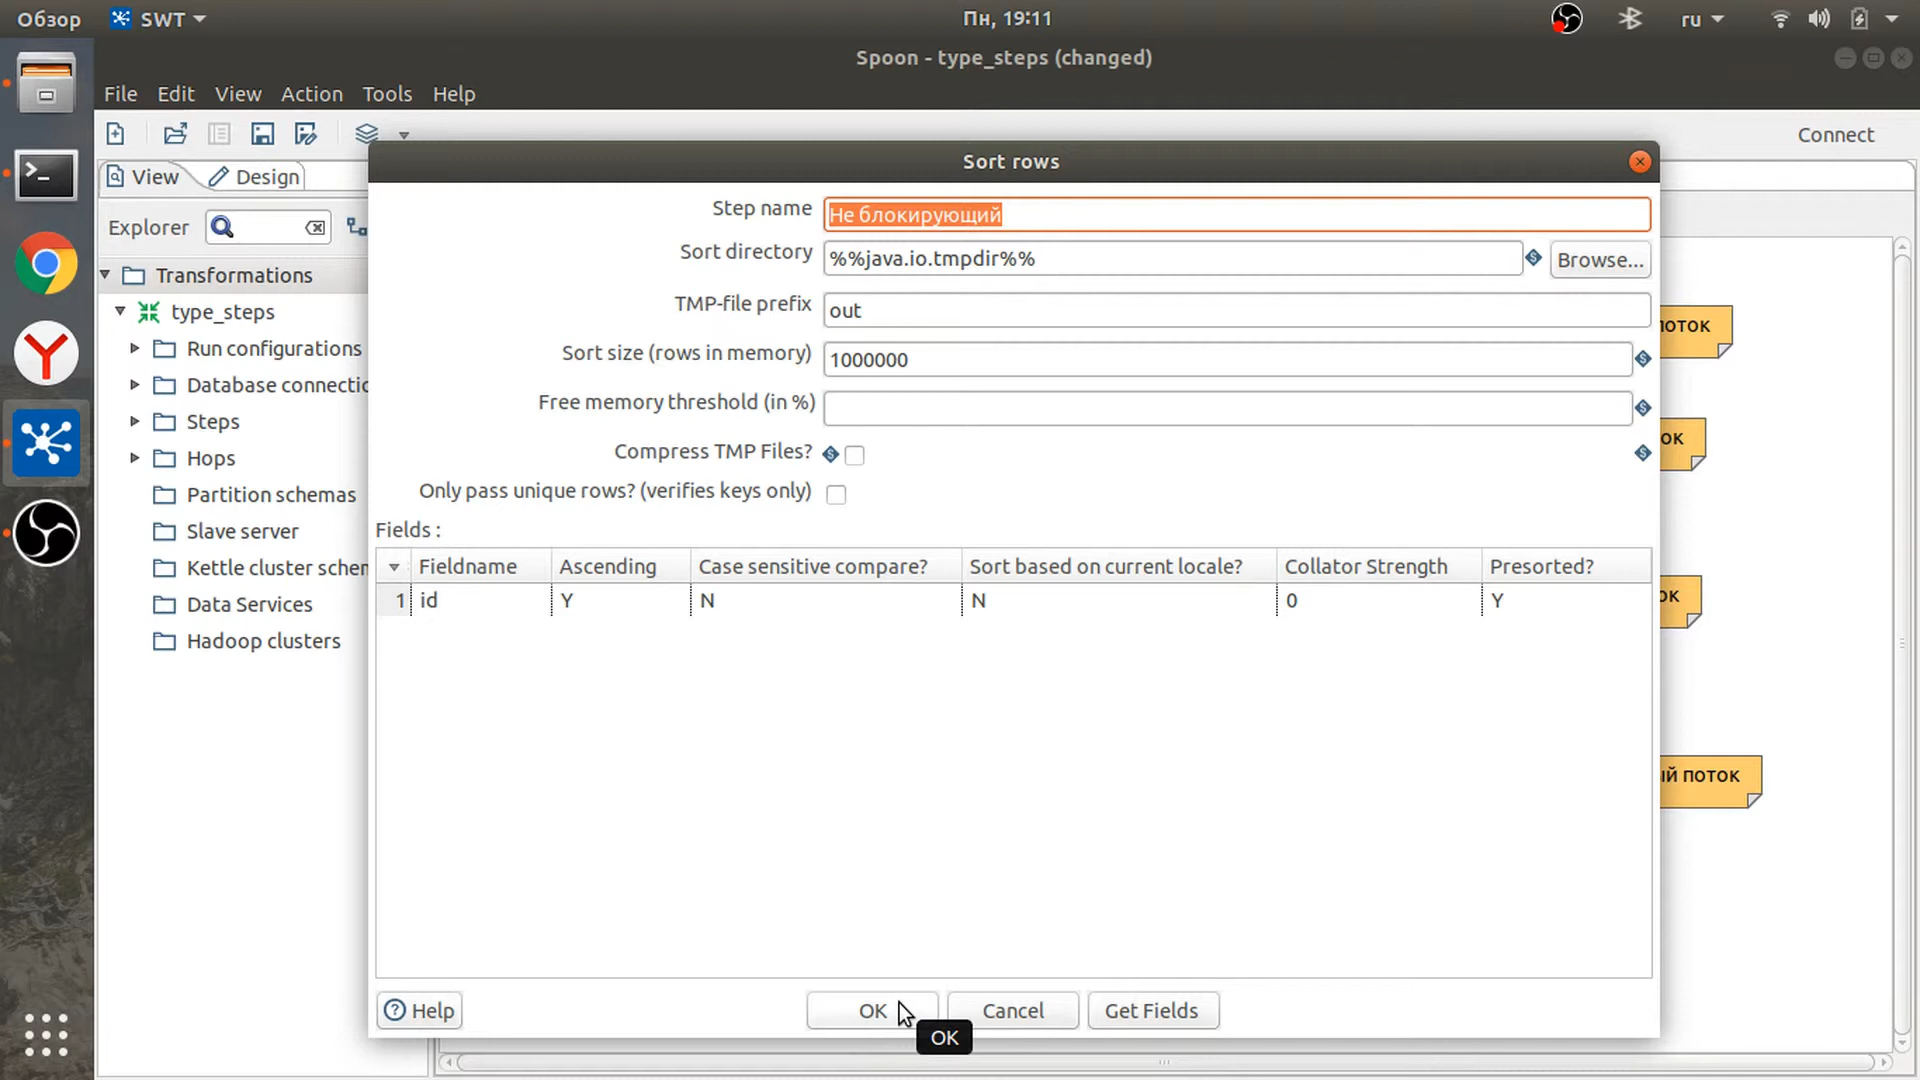 Обзор
SWT
Пн, 19:11
ru
Spoon - type_steps (changed)
File Edit View Action Tools Help
Connect
View
Design
Sort rows
Explorer
Transformations
type_steps
Run configurations
Steps
Hops
Partition schemas
Slave server
Data Services
Hadoop clusters
Step name
Не блокирующий
Sort directory
%%java.io.tmpdir%%
Browse...
TMP-file prefix
out
Sort size (rows in memory)
1000000
Free memory threshold (in %)
Compress TMP Files?
Only pass unique rows? (verifies keys only)
Fields :
Fieldname Ascending Case sensitive compare? Sort based on current locale? Collator Strength Presorted?
1 id Y N N 0 Y
Help
OK
Cancel
Get Fields
OK
Database
Kettle cluster
поток